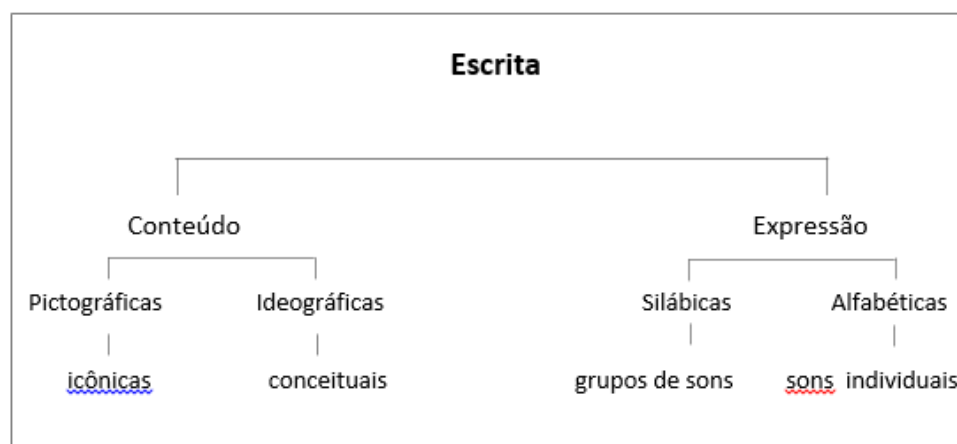 Escrita
Conteúdo Expressão
Pictográficas Ideográficas Silábicas Alfabéticas
icônicas conceituais grupos de sons sons individuais